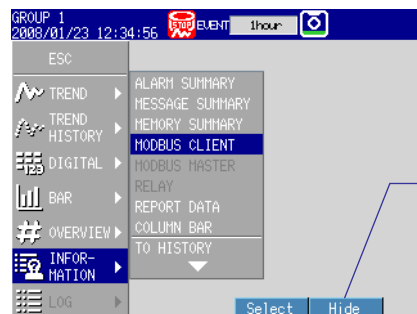 GROUP 1
2008/01/23 12:34:56
STOP
EVENT
1hour
ESC
TREND
TREND
HISTORY
DIGITAL
123
BAR
OVERVIEW
INFOR-
MATION
LOG
ALARM SUMMARY
MESSAGE SUMMARY
MEMORY SUMMARY
MODBUS CLIENT
MODBUS MASTER
RELAY
REPORT DATA
COLUMN BAR
TO HISTORY
Select
Hide